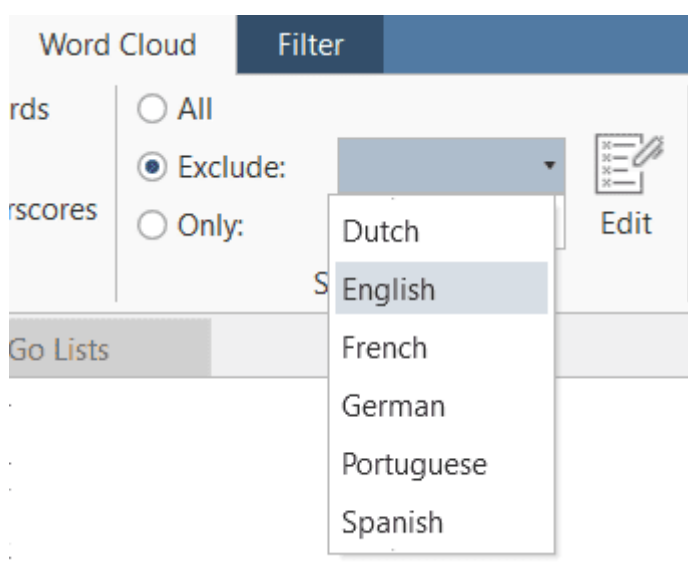 Word Cloud Filter
rds All
Exclude:
rscores Only: Edit
S
Go Lists
Dutch
English
French
German
Portuguese
Spanish